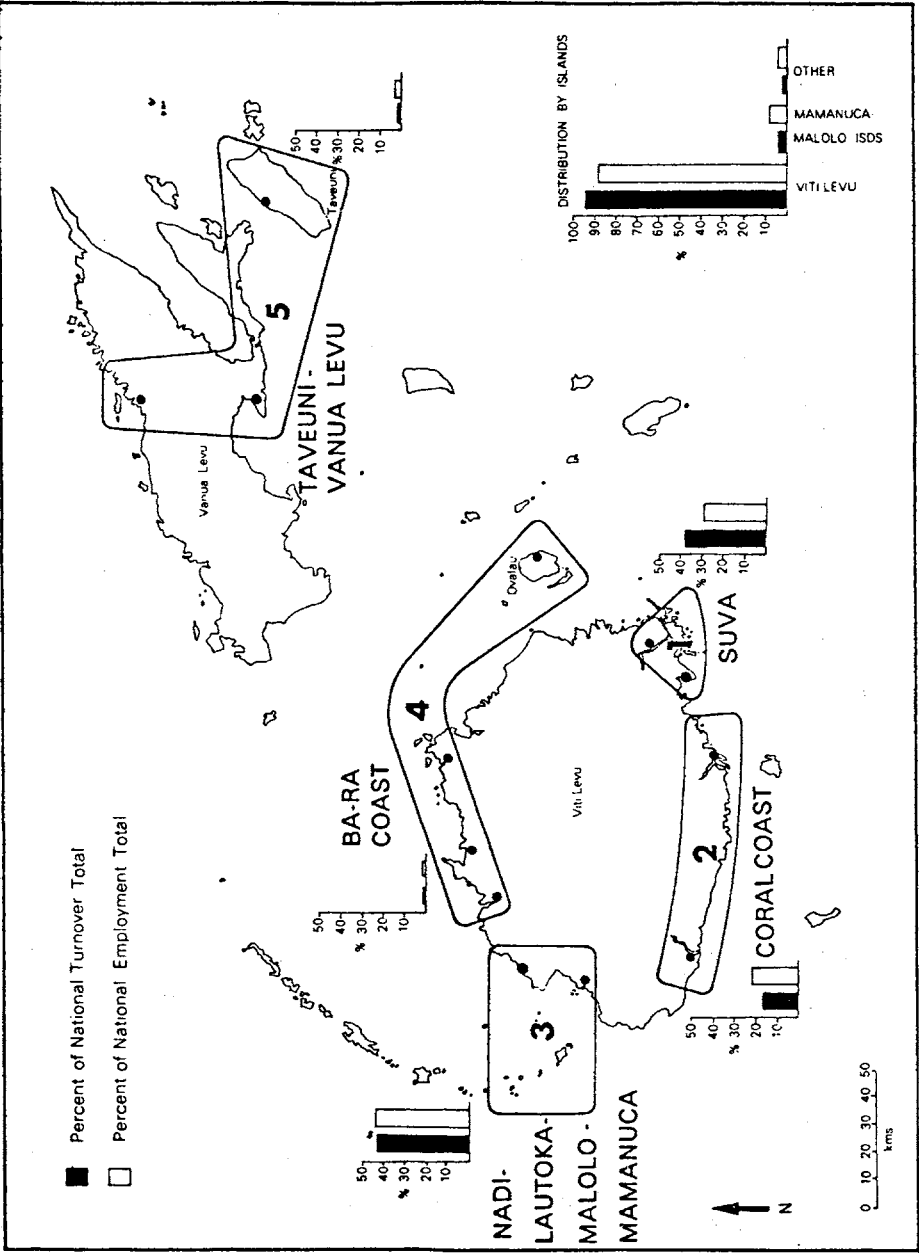 Percent of National Turnover Total
Percent of National Employment Total
50
40
30
20
10
%
NADI-
LAUTOKA-
MALOLO -
MAMANUCA
3
N
0 10 20 30 40 50
kms
BA-RA
COAST
50
40
30
20
10
%
4
Ovalau
Viti Levu
2
CORAL COAST
50
40
30
20
10
%
1
SUVA
50
40
30
20
10
%
Vanua Levu
TAVEUNI -
VANUA LEVU
5
Taveuni
50
40
30
20
10
%
DISTRIBUTION BY ISLANDS
100
90
80
70
60
50
40
30
20
10
%
VITI LEVU
MALOLO ISDS
MAMANUCA
OTHER